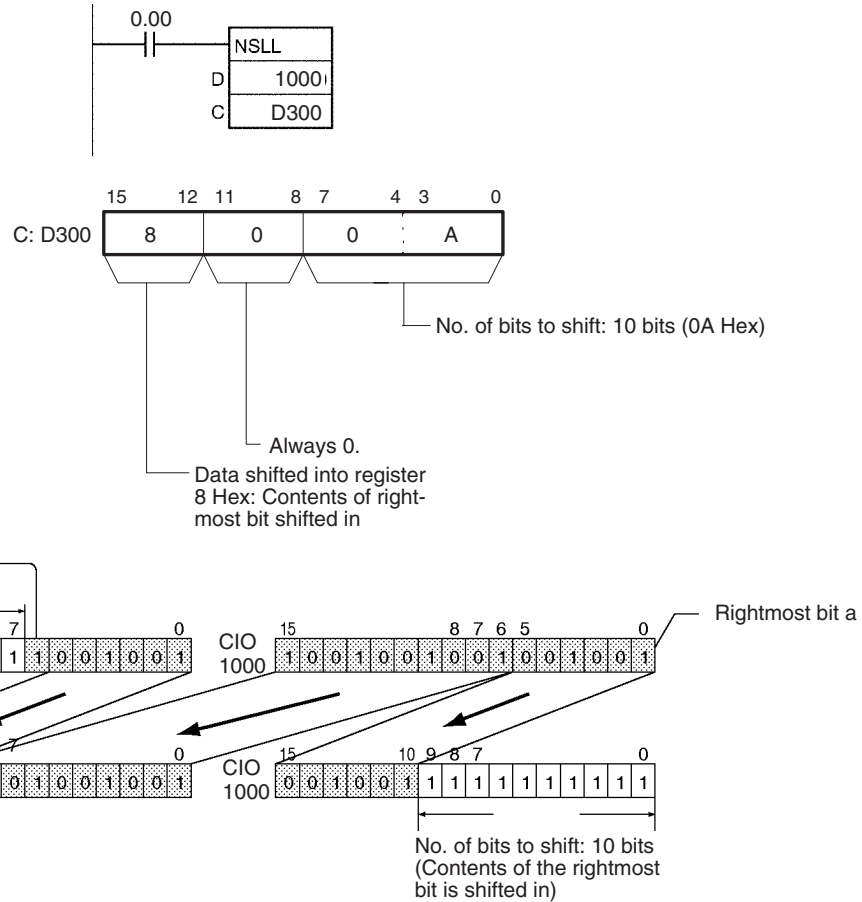 0.00
NSLL
D 1000
C D300
15 12 11 8 7 4 3 0
C: D300 8 0 0 A
No. of bits to shift: 10 bits (0A Hex)
Always 0.
Data shifted into register
8 Hex: Contents of right-
most bit shifted in
Rightmost bit a
7 0 CIO 15 8 7 6 5 0
1 1 0 0 1 0 0 1 1000 1 0 0 1 0 0 1 0 0 1 0 0 1 0 0 1
7 0 CIO 15 10 9 8 7 0
0 1 0 0 1 0 0 1 1000 0 0 1 0 0 1 1 1 1 1 1 1 1 1 1 1
No. of bits to shift: 10 bits
(Contents of the rightmost
bit is shifted in)